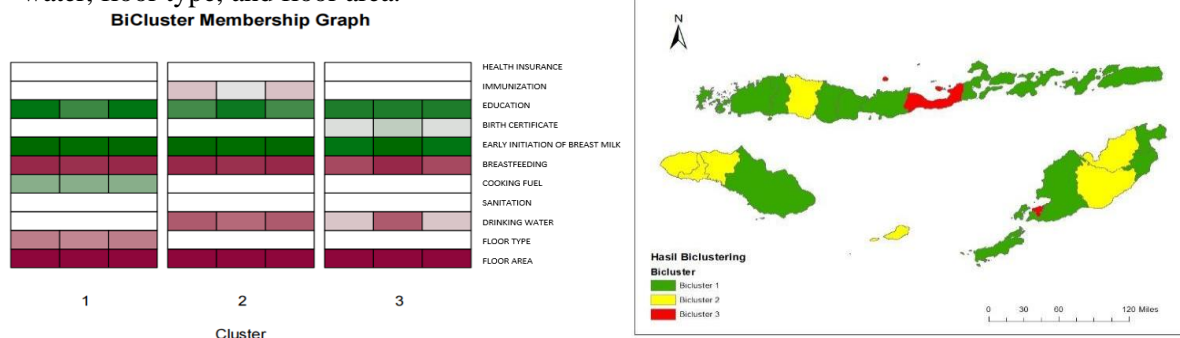 water, floor type, and floor area.
BiCluster Membership Graph
HEALTH INSURANCE
IMMUNIZATION
EDUCATION
BIRTH CERTIFICATE
EARLY INITIATION OF BREAST MILK
BREASTFEEDING
COOKING FUEL
SANITATION
DRINKING WATER
FLOOR TYPE
FLOOR AREA
1 2 3
Cluster
N
Hasil Biclustering
Bicluster
Bicluster 1
Bicluster 2
Bicluster 3
0 30 60 120 Miles